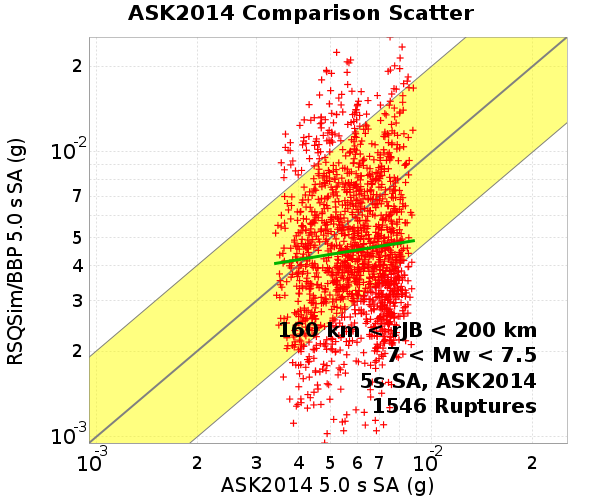 ASK2014 Comparison Scatter
RSQSim/BBP 5.0 s SA (g)
2
10-2
7
5
4
3
2
10-3
160 km < rJB < 200 km
7 < Mw < 7.5
5s SA, ASK2014
1546 Ruptures
10-3 2 3 4 5 6 7 10-2 2
ASK2014 5.0 s SA (g)